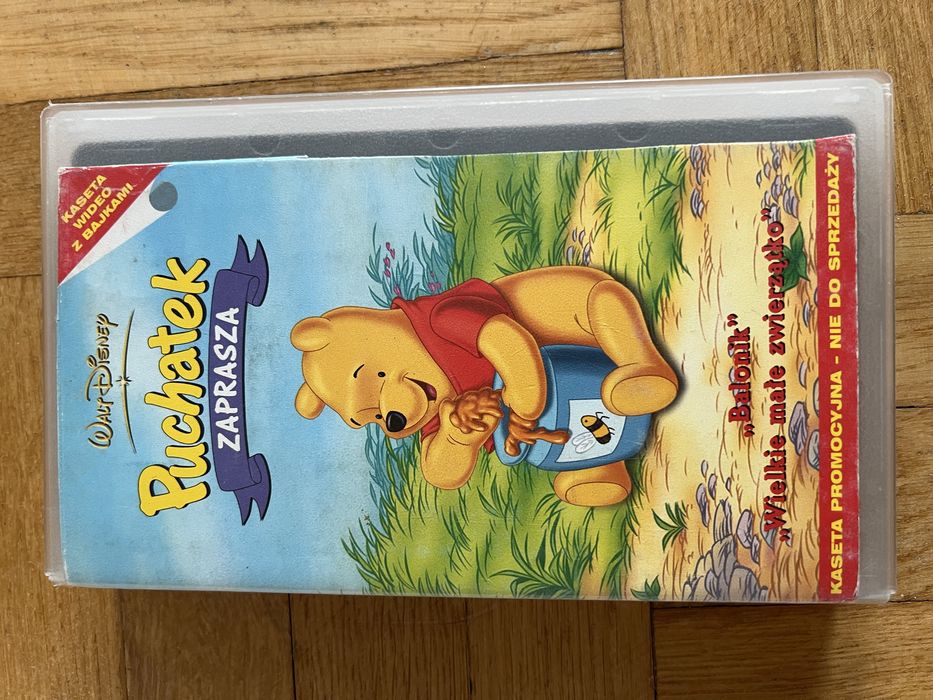 KASETA
WIDEO
Z BAJKAMI
WALT DISNEY
Puchatek
ZAPRASZA
„Balonik”
„Wielkie małe zwierzątko”
KASETA PROMOCYJNA - NIE DO SPRZEDAŻY